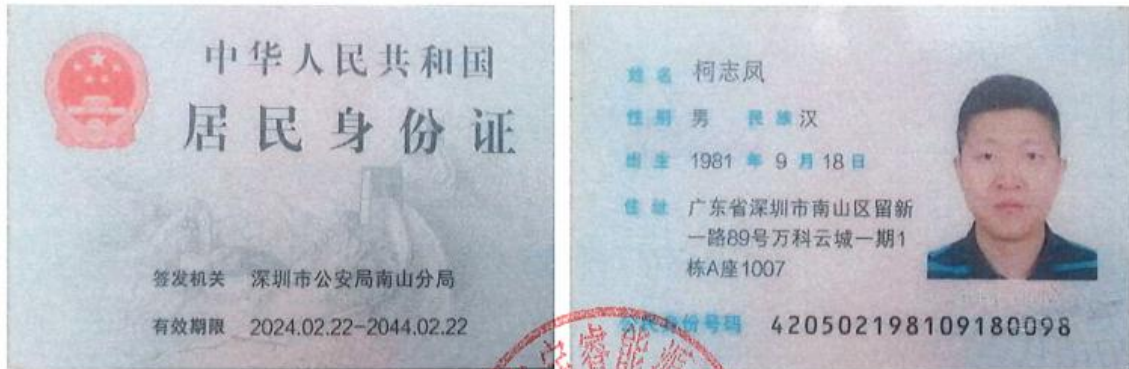 中华人民共和国
居民身份证
签发机关 深圳市公安局南山分局
有效期限 2024.02.22-2044.02.22
姓名 柯志凤
性别 男 民族 汉
出生 1981 年 9 月 18 日
住址 广东省深圳市南山区留新
一路89号万科云城一期1
栋A座1007
公民身份号码 420502198109180098
睿能源